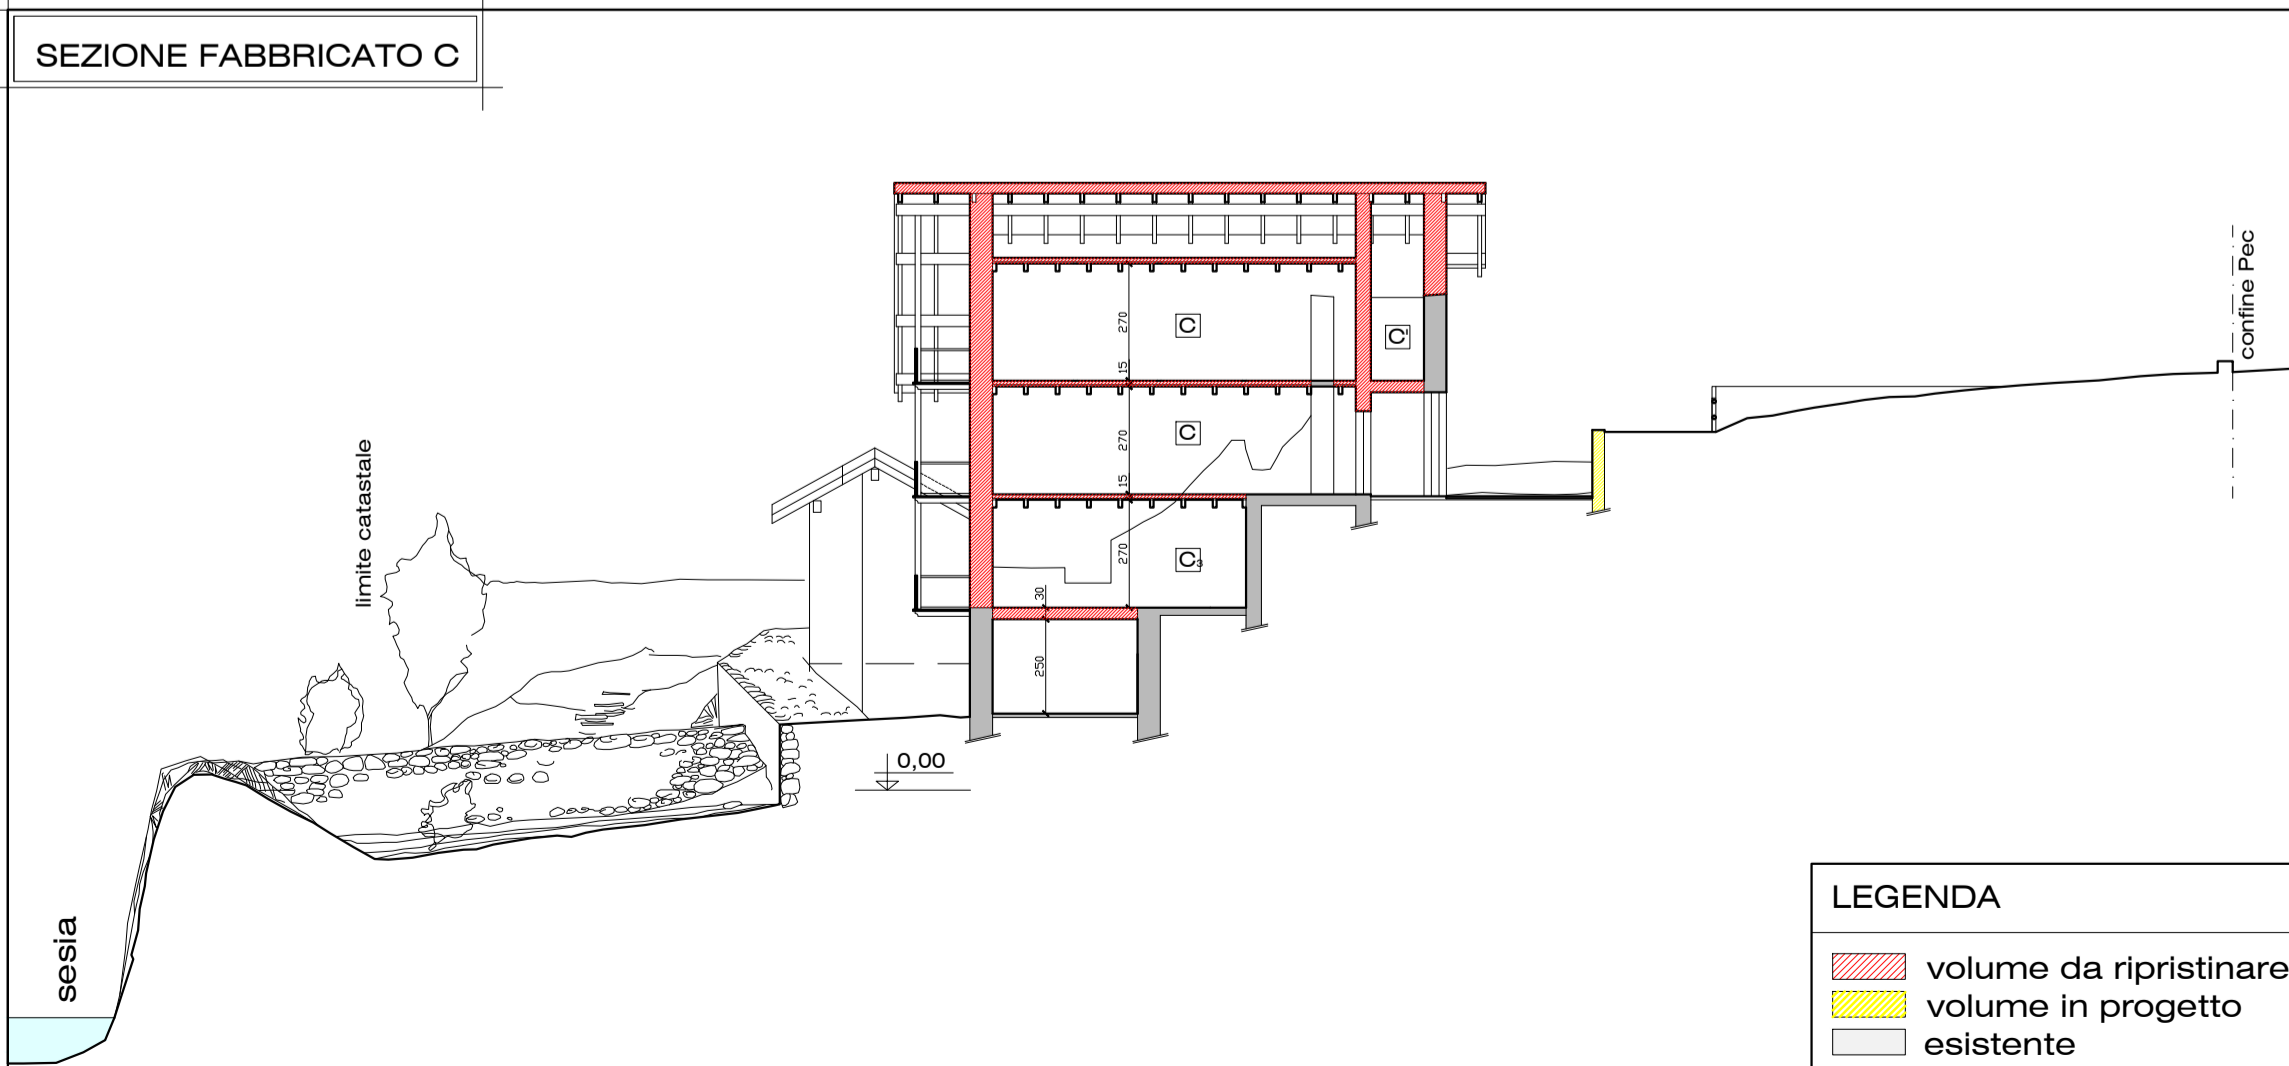 SEZIONE FABBRICATO C
confine Pec
limite catastale
270
C
C
15
270
C
15
270
C3
30
250
0,00
sesia
LEGENDA
volume da ripristinare
volume in progetto
esistente